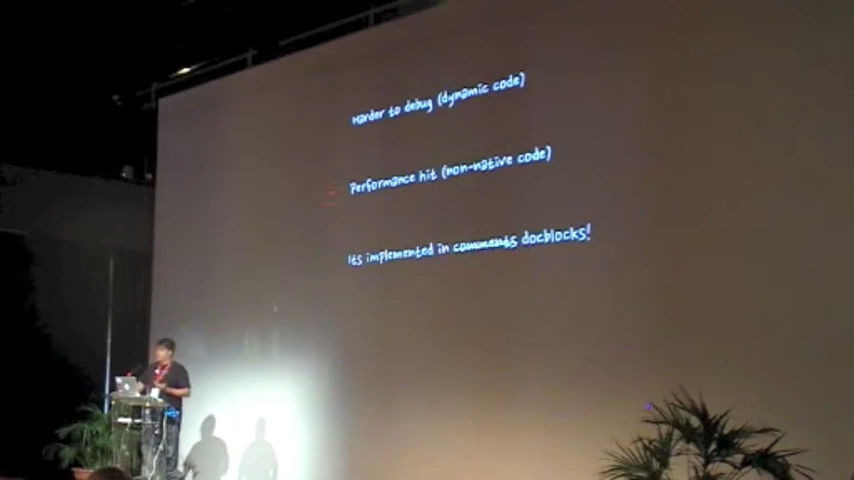 Harder to debug (dynamic code)
Performance hit (non-native code)
Its implemented in comments docblocks!